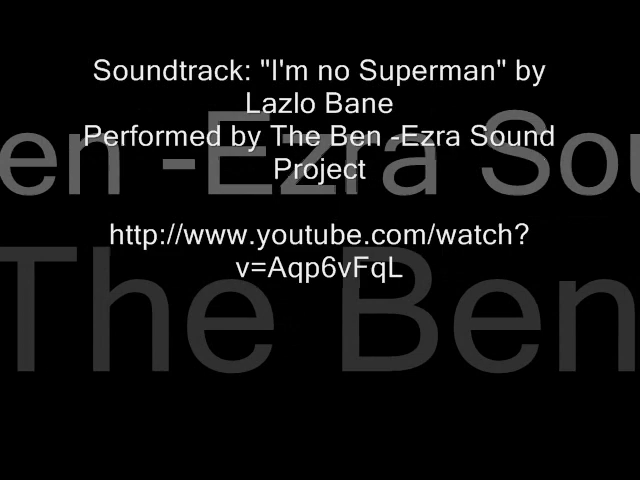 Soundtrack: "I'm no Superman" by
Lazlo Bane
Performed by The Ben -Ezra Sound
Project
http://www.youtube.com/watch?
v=Aqp6vFqL
en -Ezra Sou
The Ben